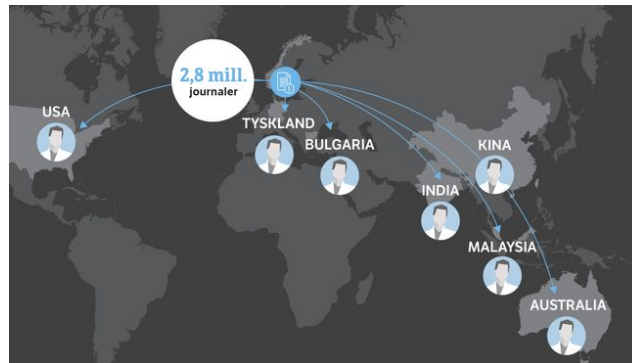 2,8 mill.
journaler
USA
TYSKLAND
BULGARIA
KINA
INDIA
MALAYSIA
AUSTRALIA